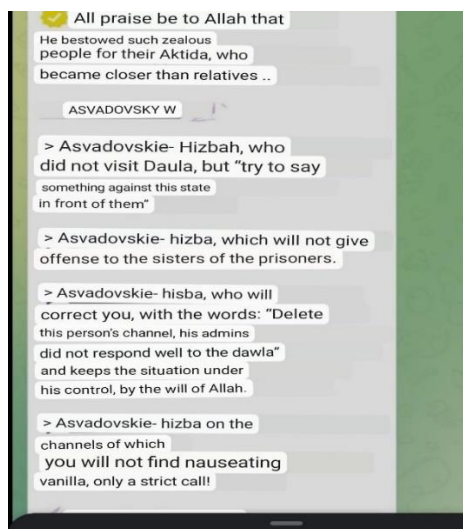 All praise be to Allah that
He bestowed such zealous
people for their Aktida, who
became closer than relatives ..
ASVADOVSKY W
> Asvadovskie- Hizbah, who
did not visit Daula, but “try to say
something against this state
in front of them”
> Asvadovskie- hizba, which will not give
offense to the sisters of the prisoners.
> Asvadovskie- hisba, who will
correct you, with the words: “Delete
this person's channel, his admins
did not respond well to the dawla”
and keeps the situation under
his control, by the will of Allah.
> Asvadovskie- hizba on the
channels of which
you will not find nauseating
vanilla, only a strict call!